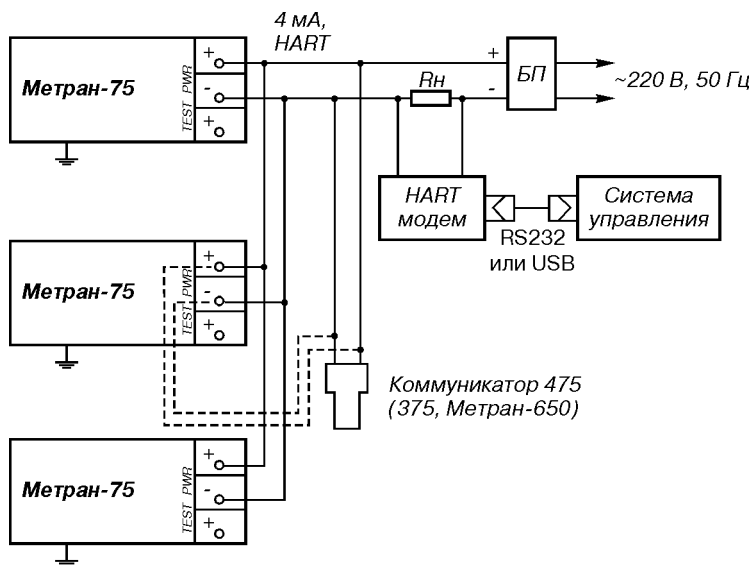 4 мА,
HART
Метран-75
TEST PWR
+
-
+
Rн
+
-
БП
~220 В, 50 Гц
HART
модем
RS232
или USB
Система
управления
Метран-75
TEST PWR
+
-
+
Коммуникатор 475
(375, Метран-650)
Метран-75
TEST PWR
+
-
+